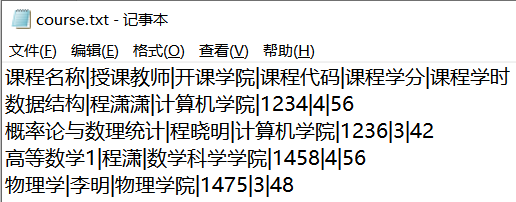 course.txt - 记事本
文件(F) 编辑(E) 格式(O) 查看(V) 帮助(H)
课程名称|授课教师|开课学院|课程代码|课程学分|课程学时
数据结构|程潇潇|计算机学院|1234|4|56
概率论与数理统计|程晓明|计算机学院|1236|3|42
高等数学1|程潇|数学科学学院|1458|4|56
物理学|李明|物理学院|1475|3|48